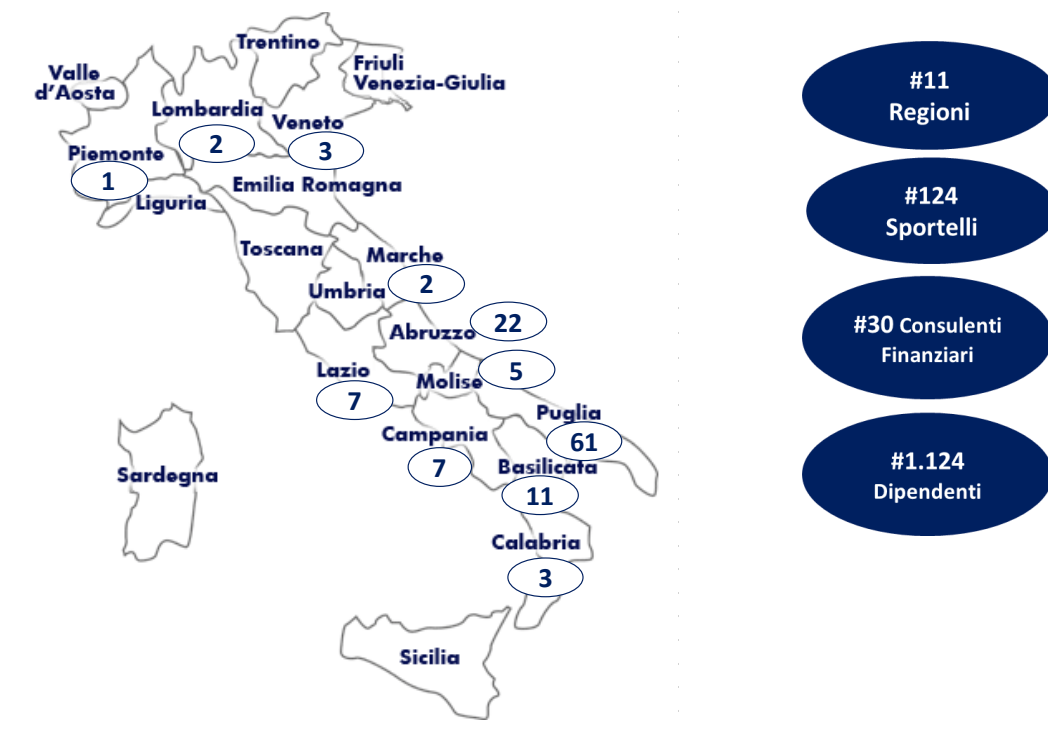 Trentino
Friuli
Venezia-Giulia
Valle
d'Aosta
Lombardia
2
Veneto
3
Piemonte
1
Emilia Romagna
Liguria
Toscana
Marche
2
Umbria
Abruzzo
22
Lazio
7
Molise
5
Puglia
61
Campania
7
Basilicata
11
Sardegna
Calabria
3
Sicilia
#11
Regioni
#124
Sportelli
#30 Consulenti
Finanziari
#1.124
Dipendenti